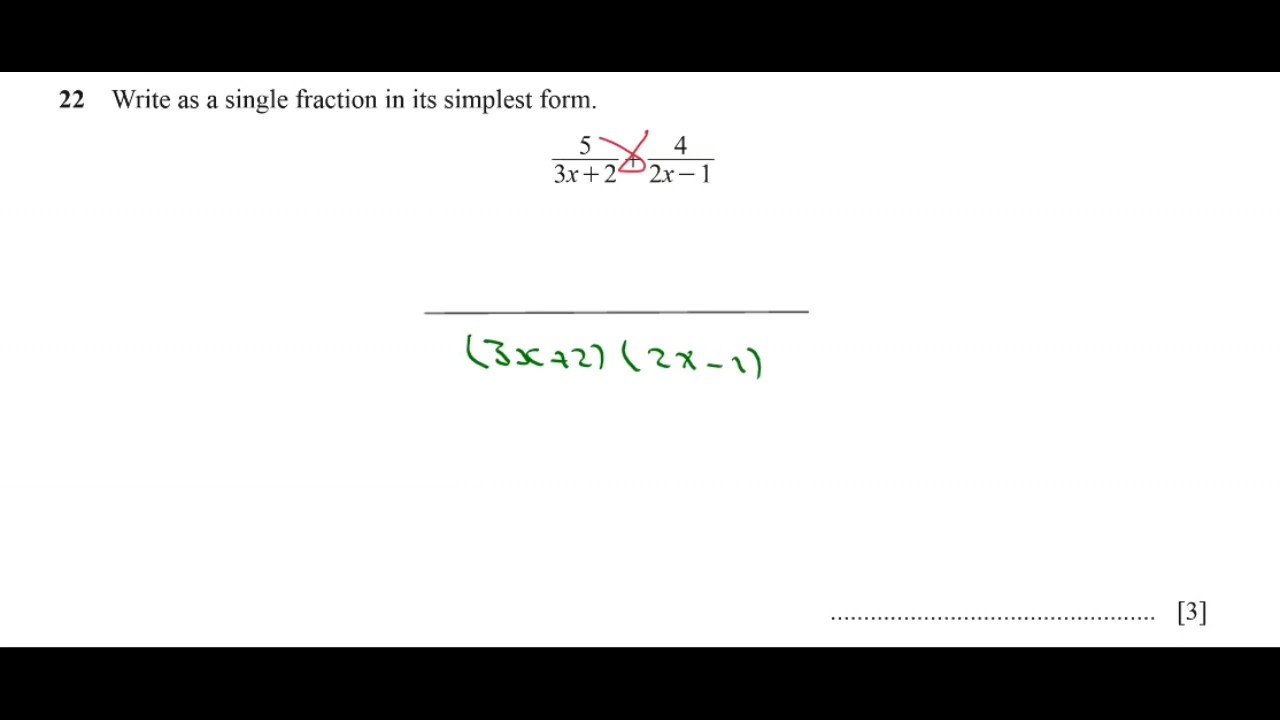 22 Write as a single fraction in its simplest form.
5 4
+
3x + 2 2x − 1
(3x+2) (2x-1)
.................................................. [3]